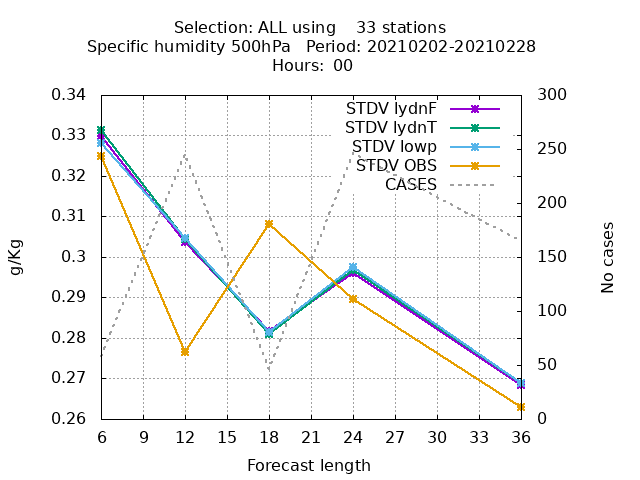 Selection: ALL using    33 stations
Specific humidity 500hPa   Period: 20210202-20210228
Hours:  00
0.34
0.33
0.32
0.31
0.3
0.29
0.28
0.27
0.26
g/Kg
STDV lydnF
STDV lydnT
STDV lowp
STDV OBS
CASES
300
250
200
150
100
50
0
No cases
6 9 12 15 18 21 24 27 30 33 36
Forecast length